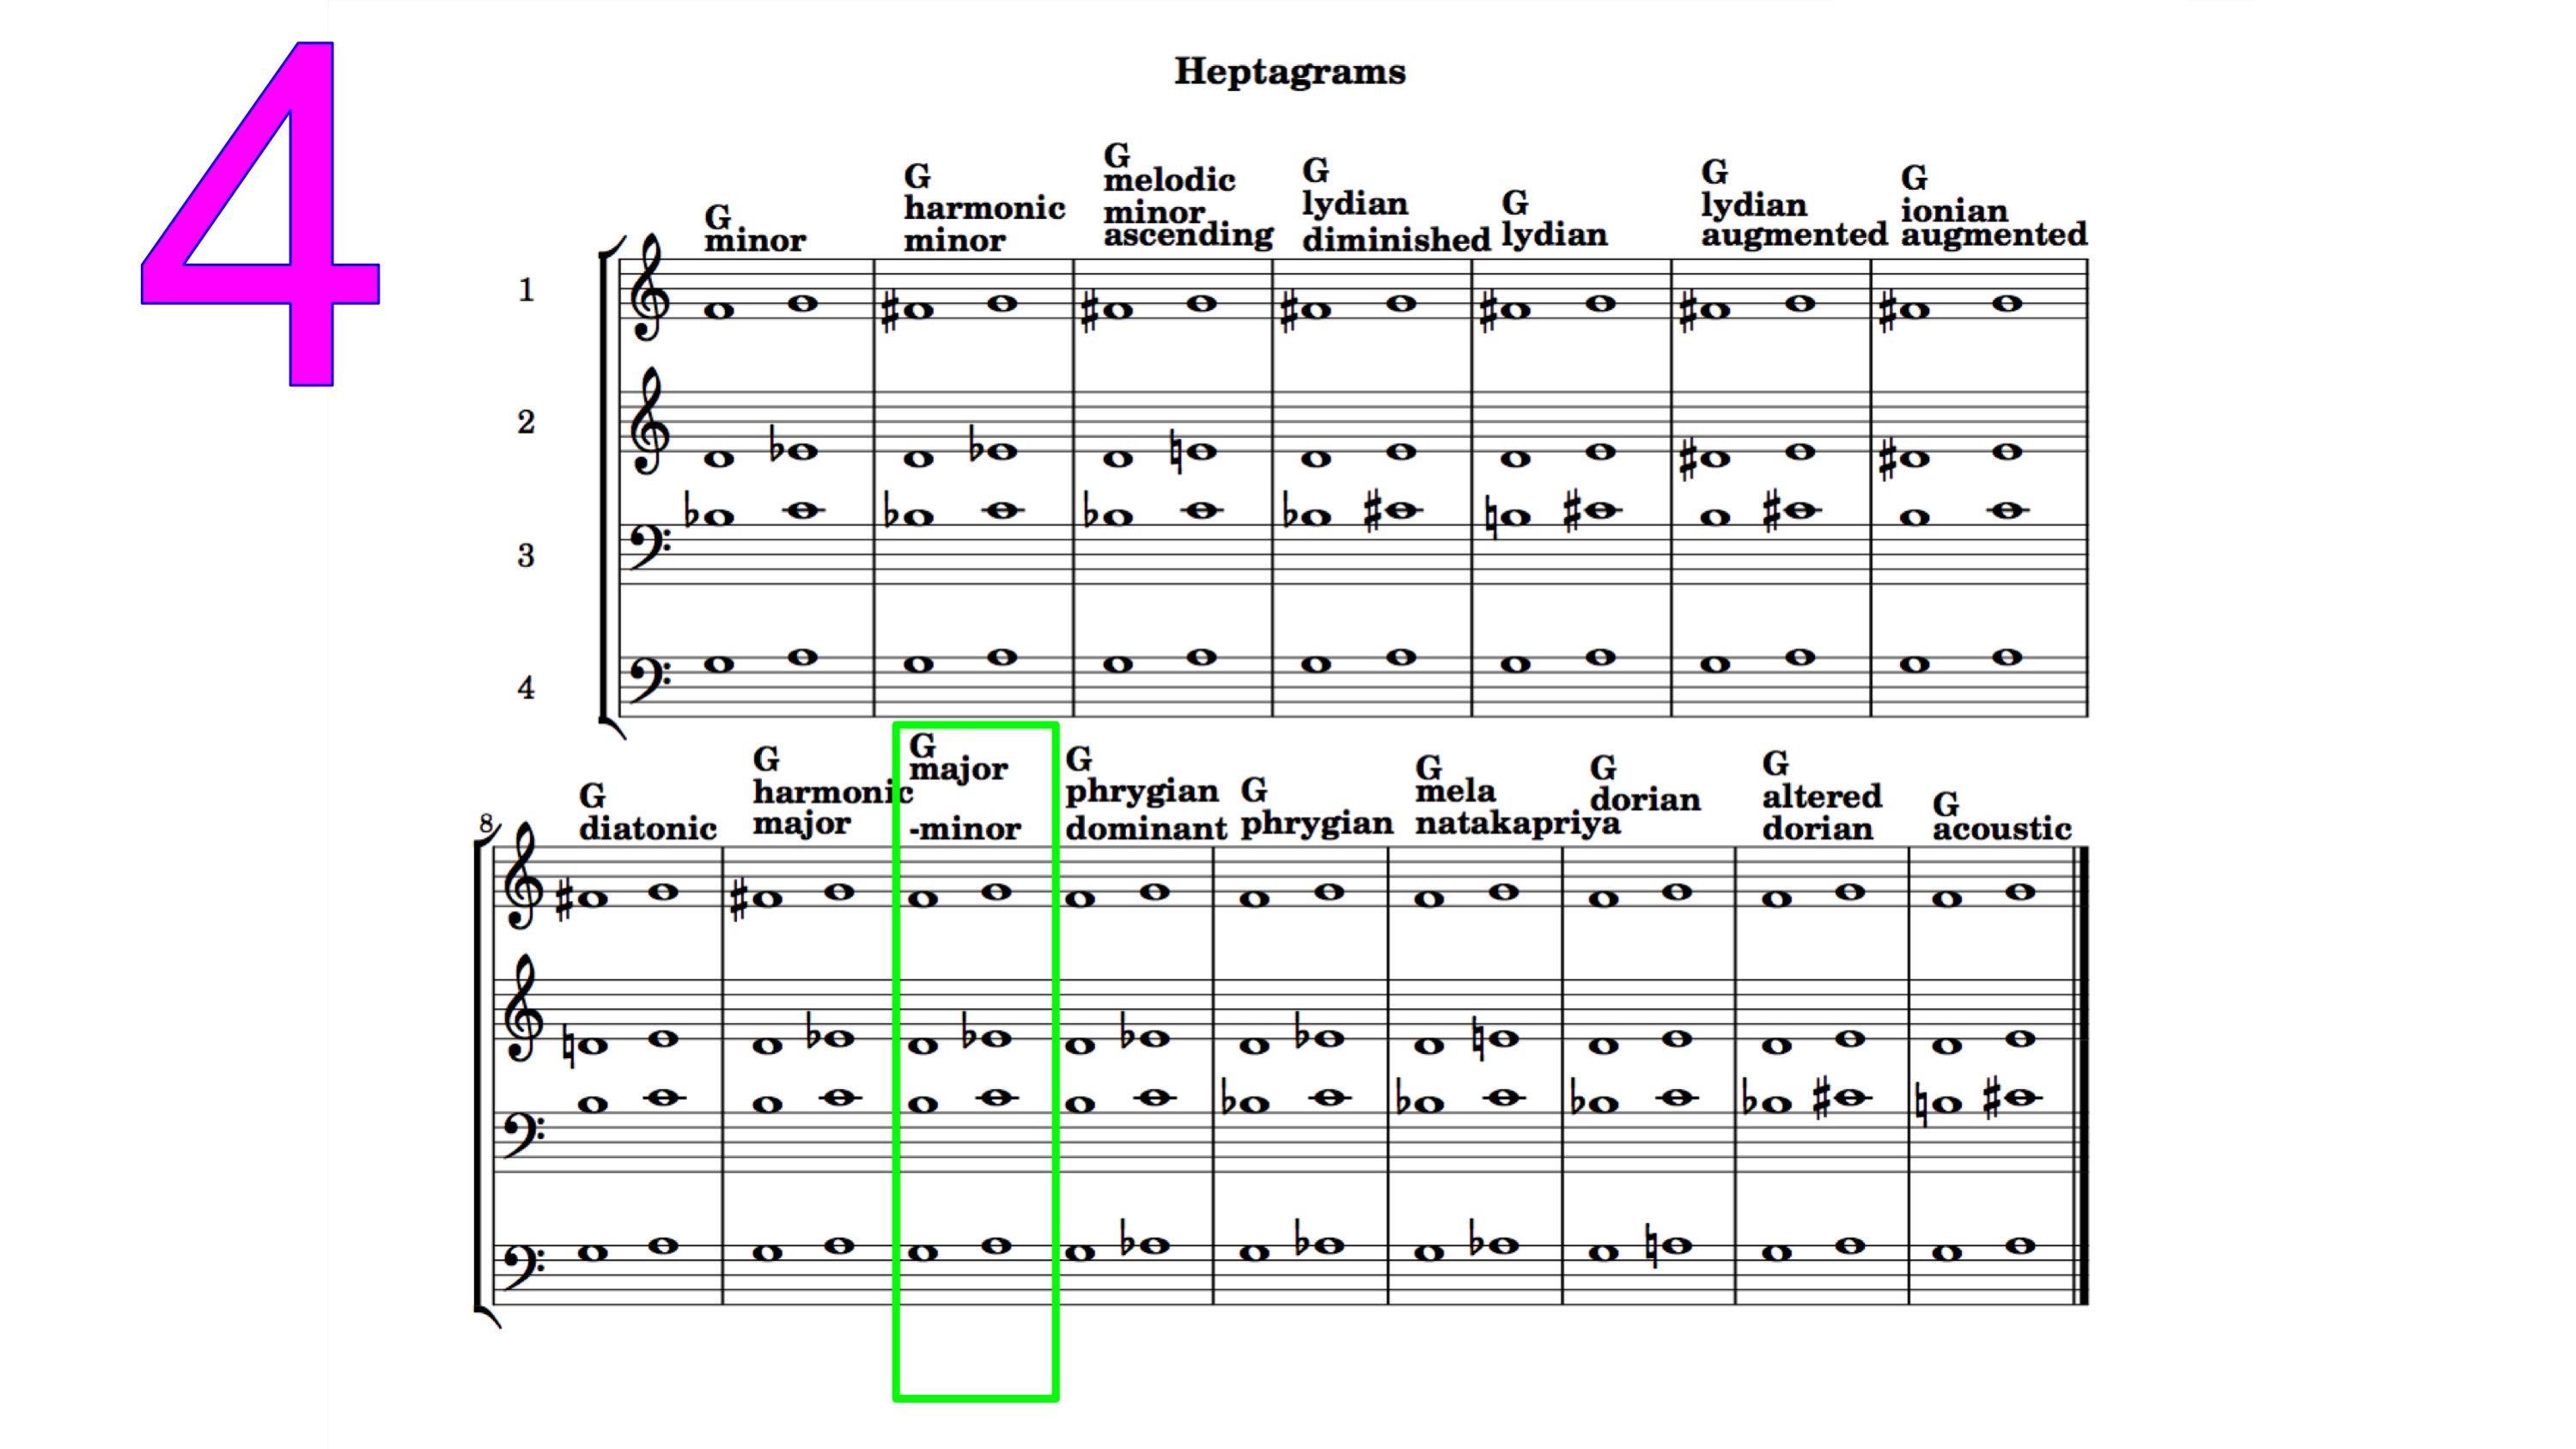 4
Heptagrams
G
minor
G
harmonic
minor
G
melodic
minor
ascending
G
lydian
diminished
G
lydian
G
lydian
augmented
G
ionian
augmented
1
2
3
4
8
G
diatonic
G
harmonic
major
G
major
-minor
G
phrygian
dominant
G
phrygian
G
mela
natakapriya
G
dorian
G
altered
dorian
G
acoustic